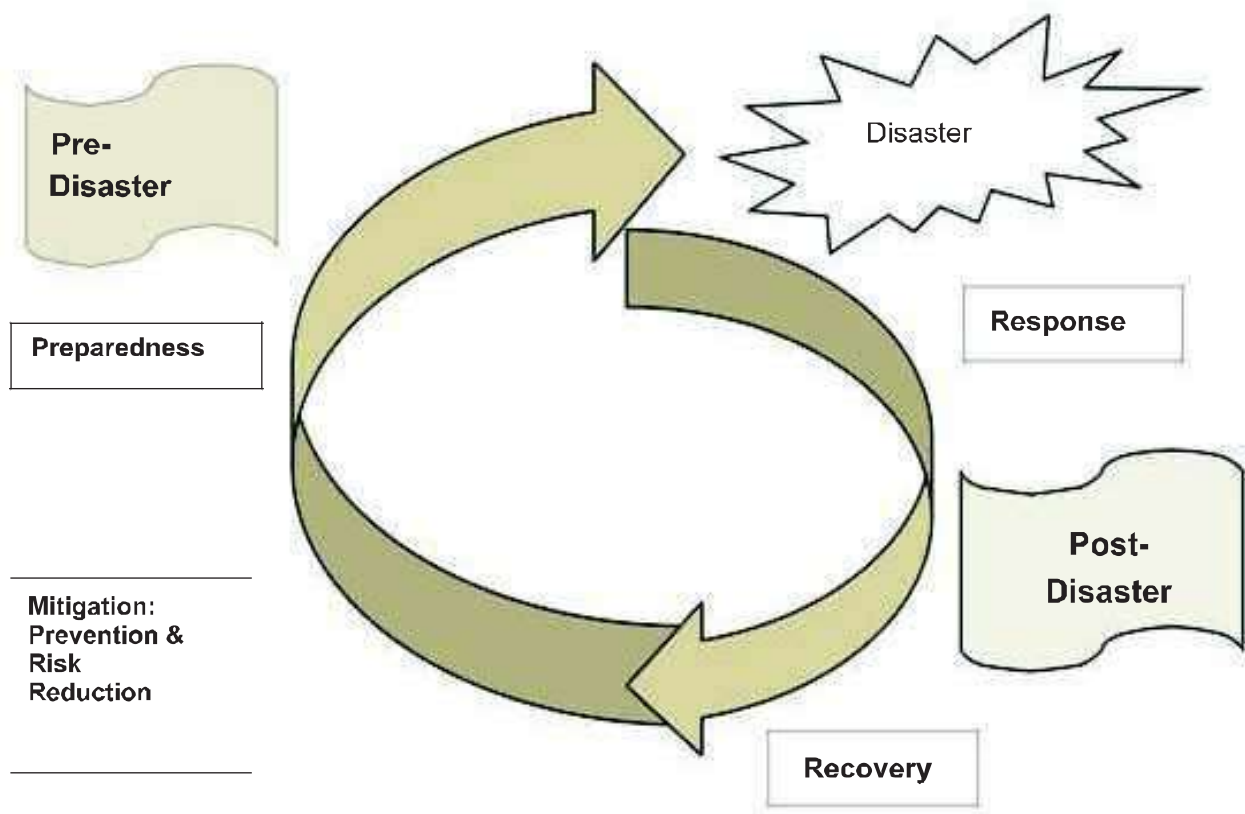 Pre-
Disaster
Disaster
Response
Preparedness
Post-
Disaster
Mitigation:
Prevention &
Risk
Reduction
Recovery